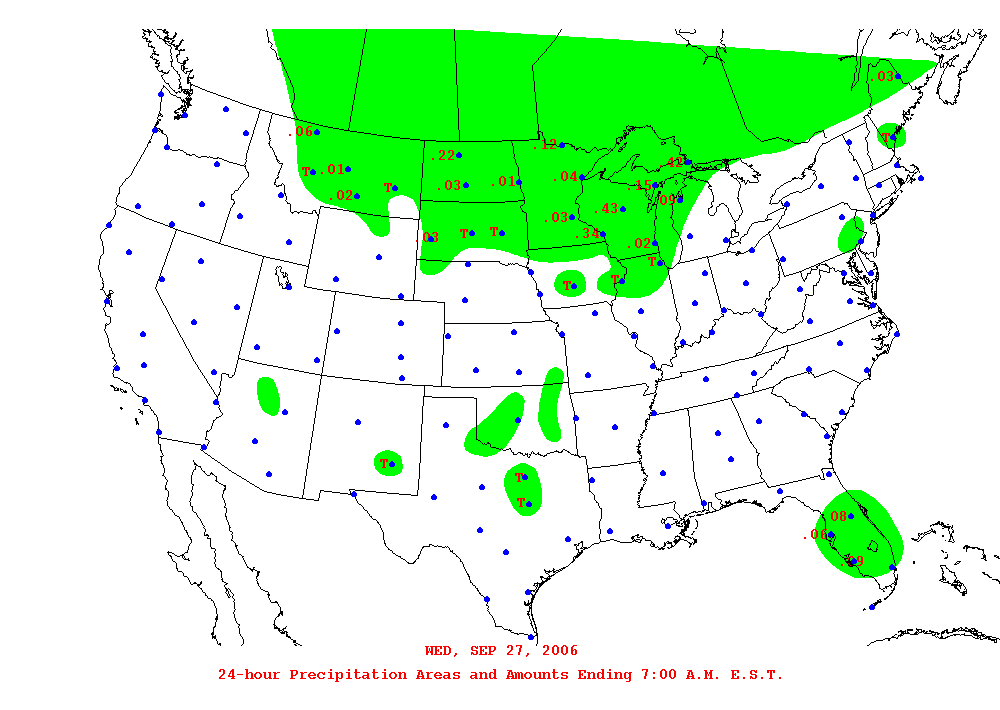 .03
.06
T
.12
.22
T .01
.42
.03 .01 .04 .15
T
.02
.09
.43
.03
.03 T T .34
.02
T
T T
T
T
T
.08
.06
.09
WED, SEP 27, 2006
24-hour Precipitation Areas and Amounts Ending 7:00 A.M. E.S.T.